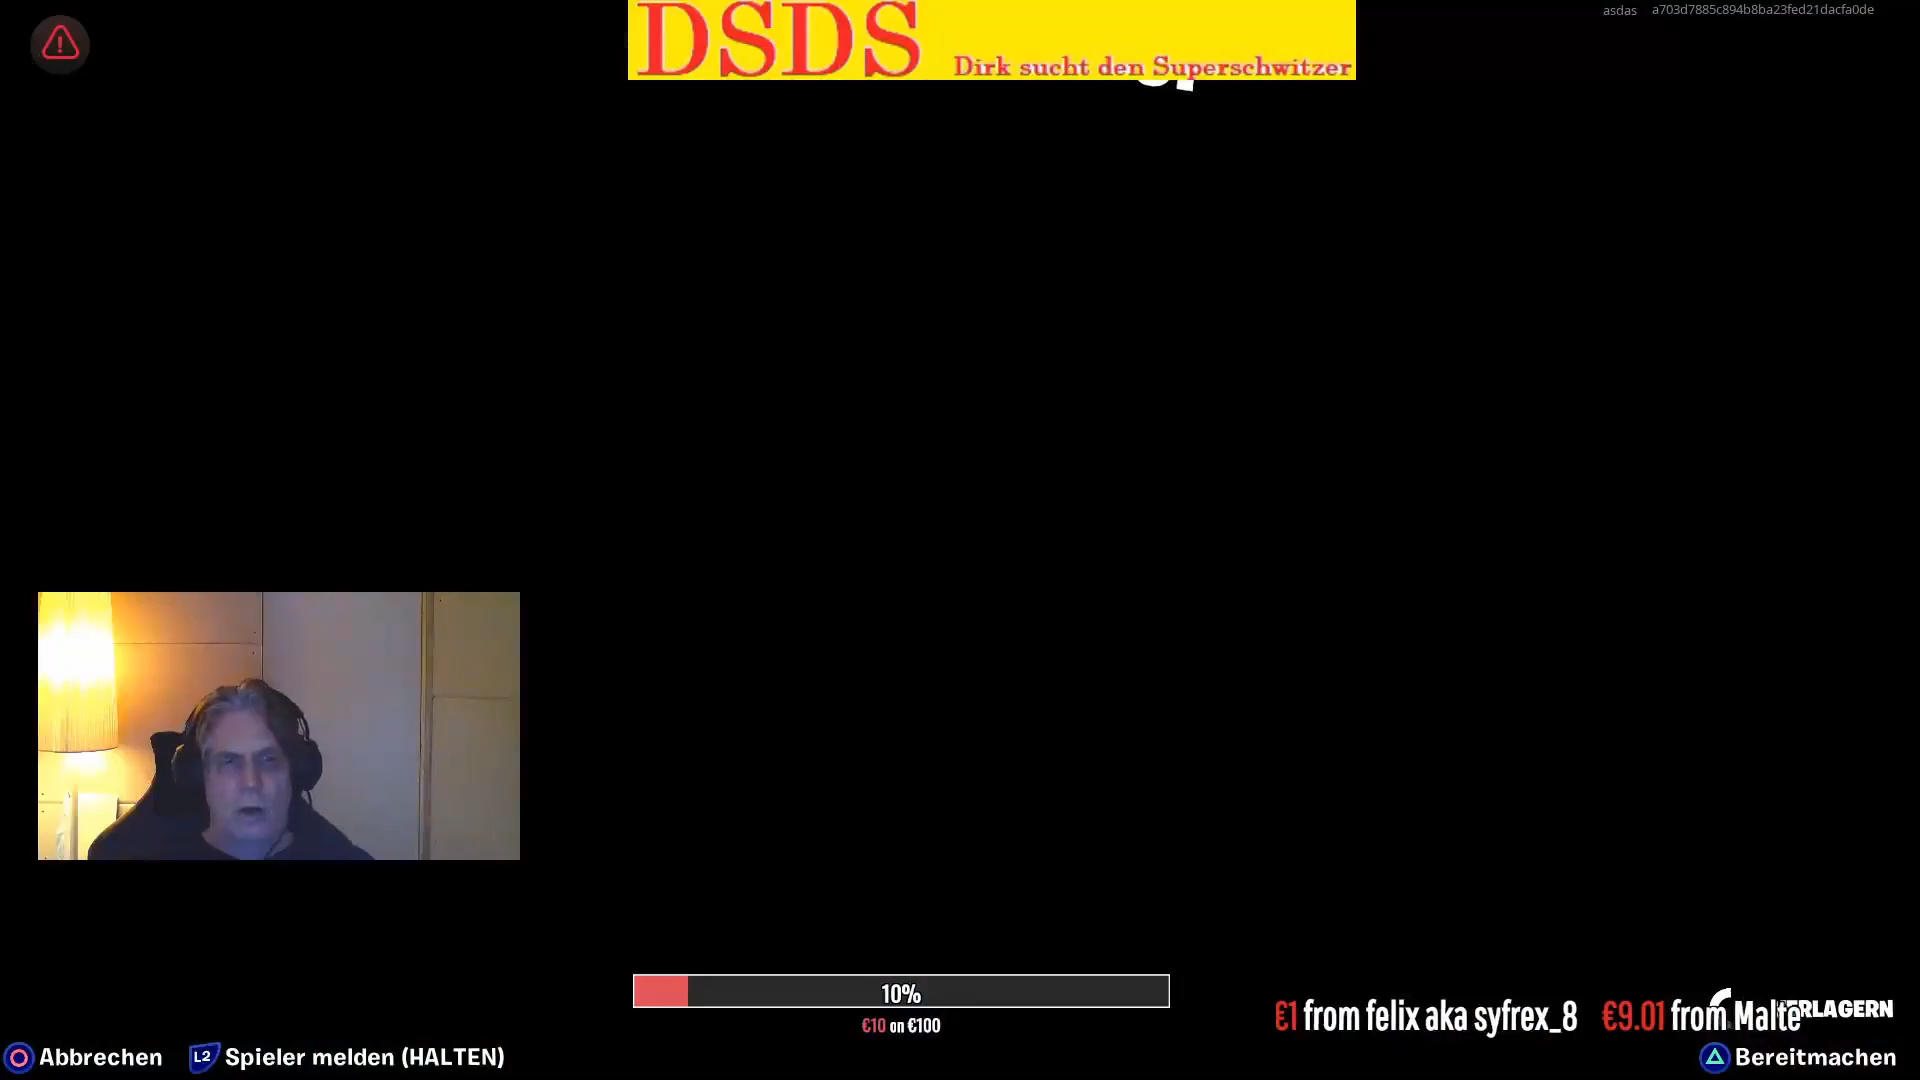 asdas a703d7885c894b8ba23fed21dacfa0de
DSDS Dirk sucht den Superschwitzer
10%
€10 on €100
€1 from felix aka syfrex_8 €9.01 from Malte
Abbrechen L2 Spieler melden (HALTEN) Bereitmachen